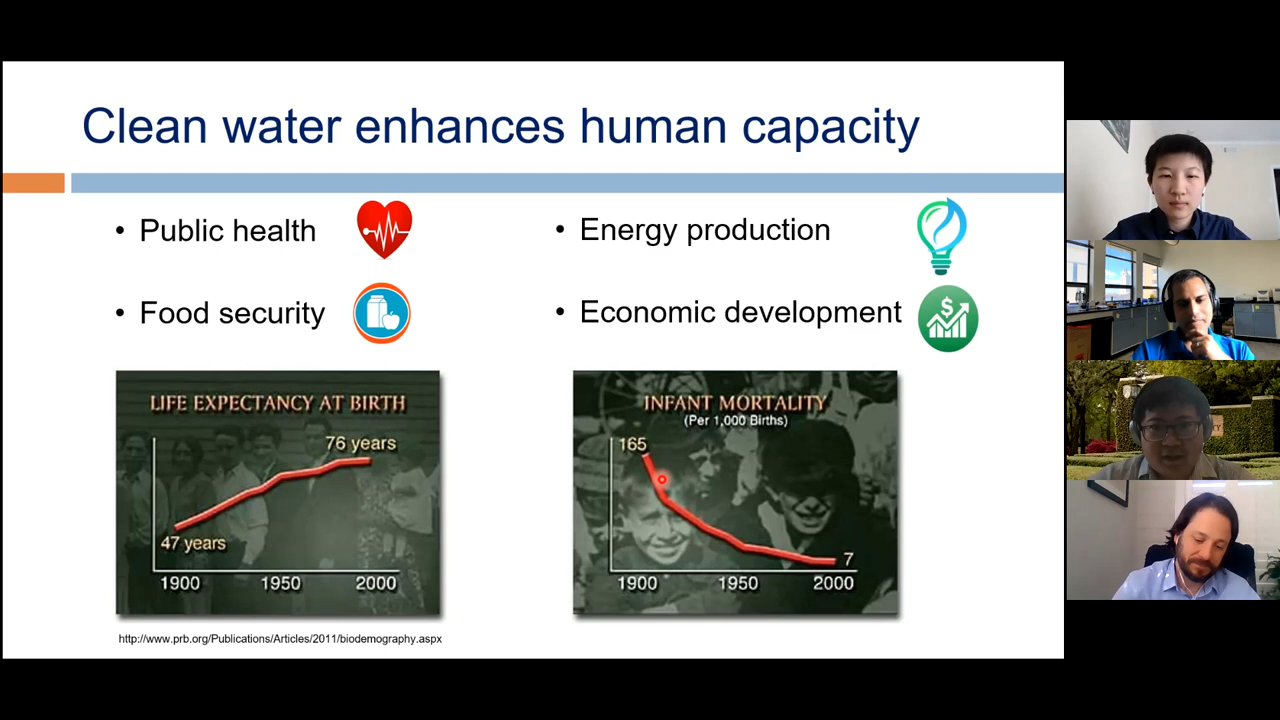 Clean water enhances human capacity
• Public health
• Energy production
• Food security
• Economic development
$
LIFE EXPECTANCY AT BIRTH
76 years
47 years
1900 1950 2000
INFANT MORTALITY
(Per 1,000 Births)
165
7
1900 1950 2000
http://www.prb.org/Publications/Articles/2011/biodemography.aspx